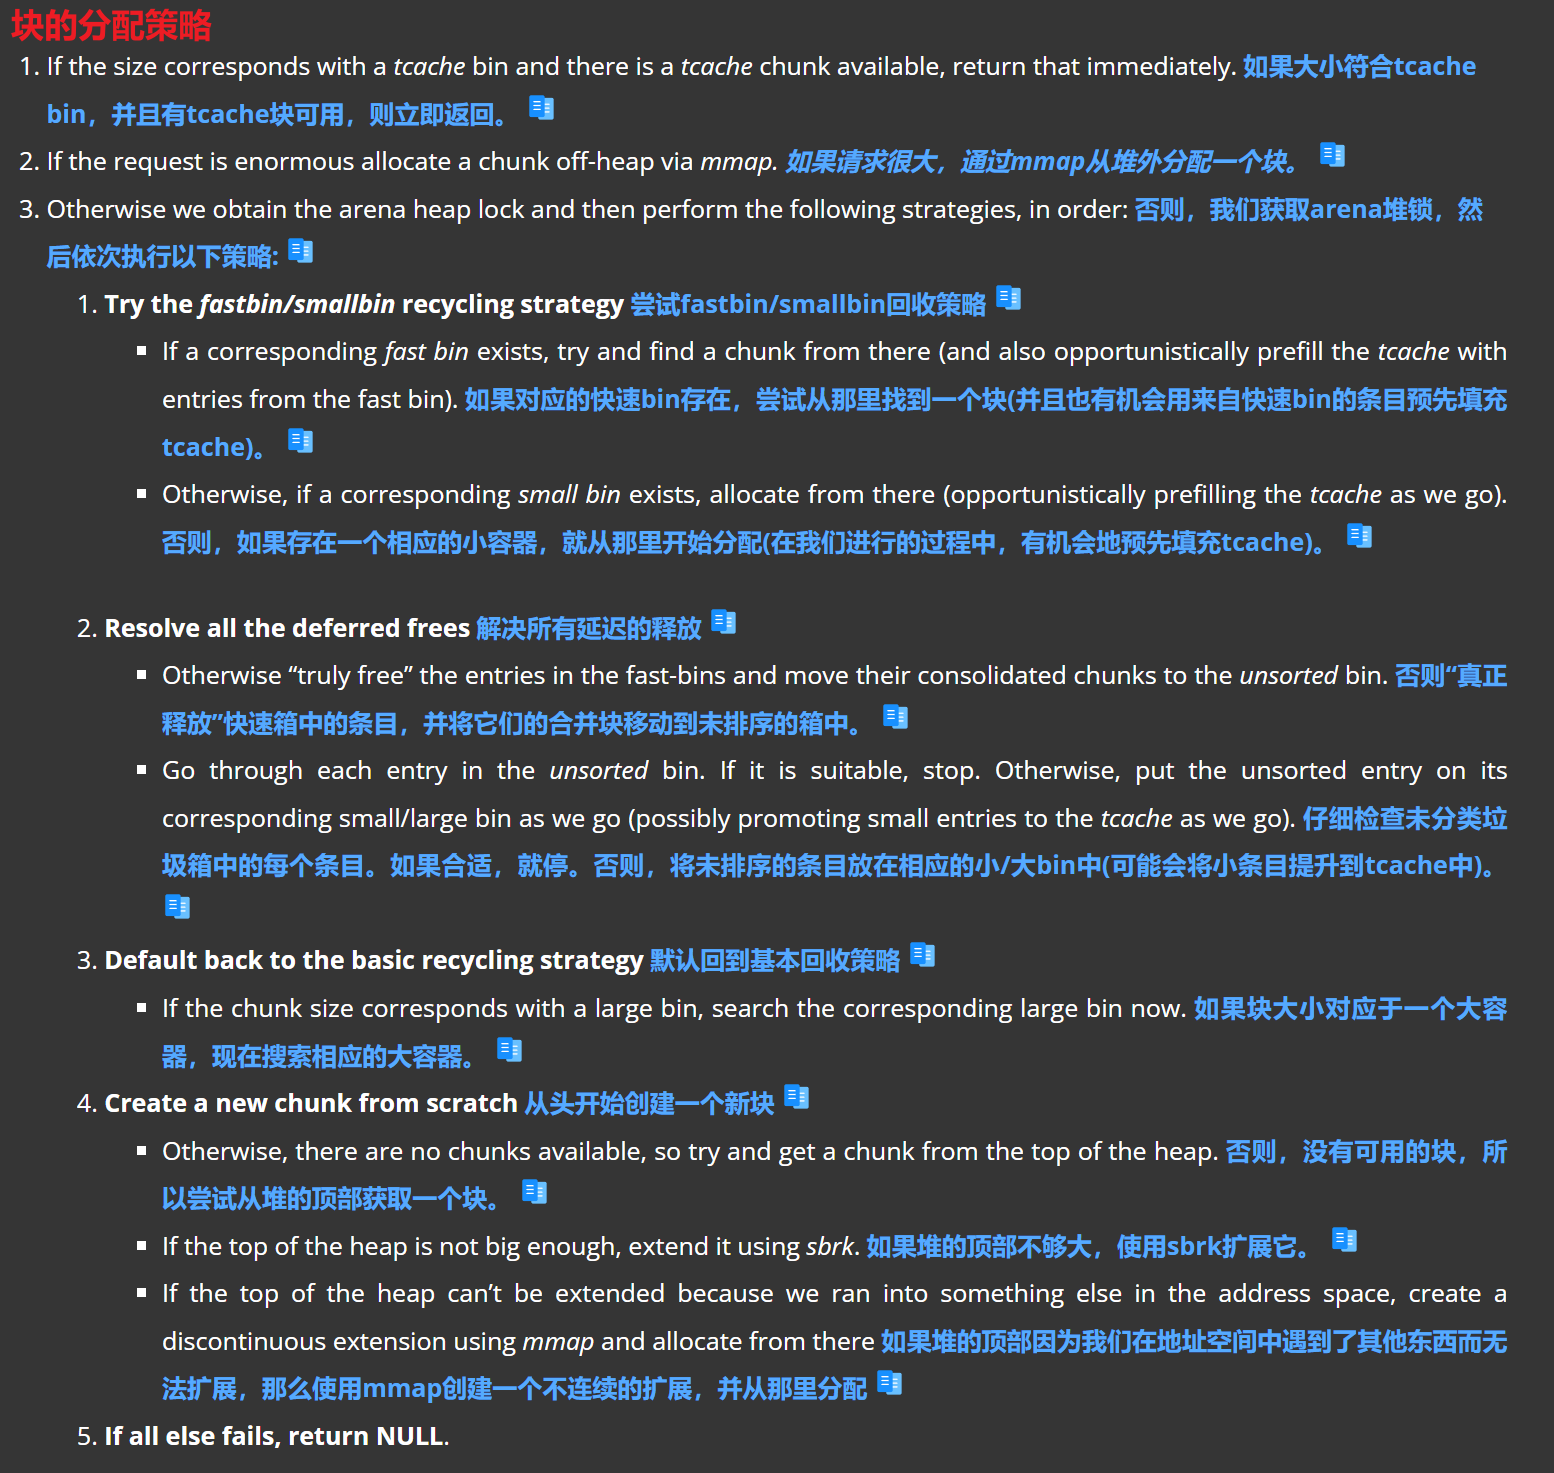 块的分配策略
1. If the size corresponds with a tcache bin and there is a tcache chunk available, return that immediately. 如果大小符合tcache
bin，并且有tcache块可用，则立即返回。
2. If the request is enormous allocate a chunk off-heap via mmap. 如果请求很大，通过mmap从堆外分配一个块。
3. Otherwise we obtain the arena heap lock and then perform the following strategies, in order: 否则，我们获取arena堆锁，然
后依次执行以下策略:
1. Try the fastbin/smallbin recycling strategy 尝试fastbin/smallbin回收策略
▪ If a corresponding fast bin exists, try and find a chunk from there (and also opportunistically prefill the tcache with
entries from the fast bin). 如果对应的快速bin存在，尝试从那里找到一个块(并且也有机会用来自快速bin的条目预先填充
tcache)。
▪ Otherwise, if a corresponding small bin exists, allocate from there (opportunistically prefilling the tcache as we go).
否则，如果存在一个相应的小容器，就从那里开始分配(在我们进行的过程中，有机会地预先填充tcache)。
2. Resolve all the deferred frees 解决所有延迟的释放
▪ Otherwise “truly free” the entries in the fast-bins and move their consolidated chunks to the unsorted bin. 否则“真正
释放”快速箱中的条目，并将它们的合并块移动到未排序的箱中。
▪ Go through each entry in the unsorted bin. If it is suitable, stop. Otherwise, put the unsorted entry on its
corresponding small/large bin as we go (possibly promoting small entries to the tcache as we go). 仔细检查未分类垃
圾箱中的每个条目。如果合适，就停。否则，将未排序的条目放在相应的小/大bin中(可能会将小条目提升到tcache中)。
3. Default back to the basic recycling strategy 默认回到基本回收策略
▪ If the chunk size corresponds with a large bin, search the corresponding large bin now. 如果块大小对应于一个大容
器，现在搜索相应的大容器。
4. Create a new chunk from scratch 从头开始创建一个新块
▪ Otherwise, there are no chunks available, so try and get a chunk from the top of the heap. 否则，没有可用的块，所
以尝试从堆的顶部获取一个块。
▪ If the top of the heap is not big enough, extend it using sbrk. 如果堆的顶部不够大，使用sbrk扩展它。
▪ If the top of the heap can’t be extended because we ran into something else in the address space, create a
discontinuous extension using mmap and allocate from there 如果堆的顶部因为我们在地址空间中遇到了其他东西而无
法扩展，那么使用mmap创建一个不连续的扩展，并从那里分配
5. If all else fails, return NULL.